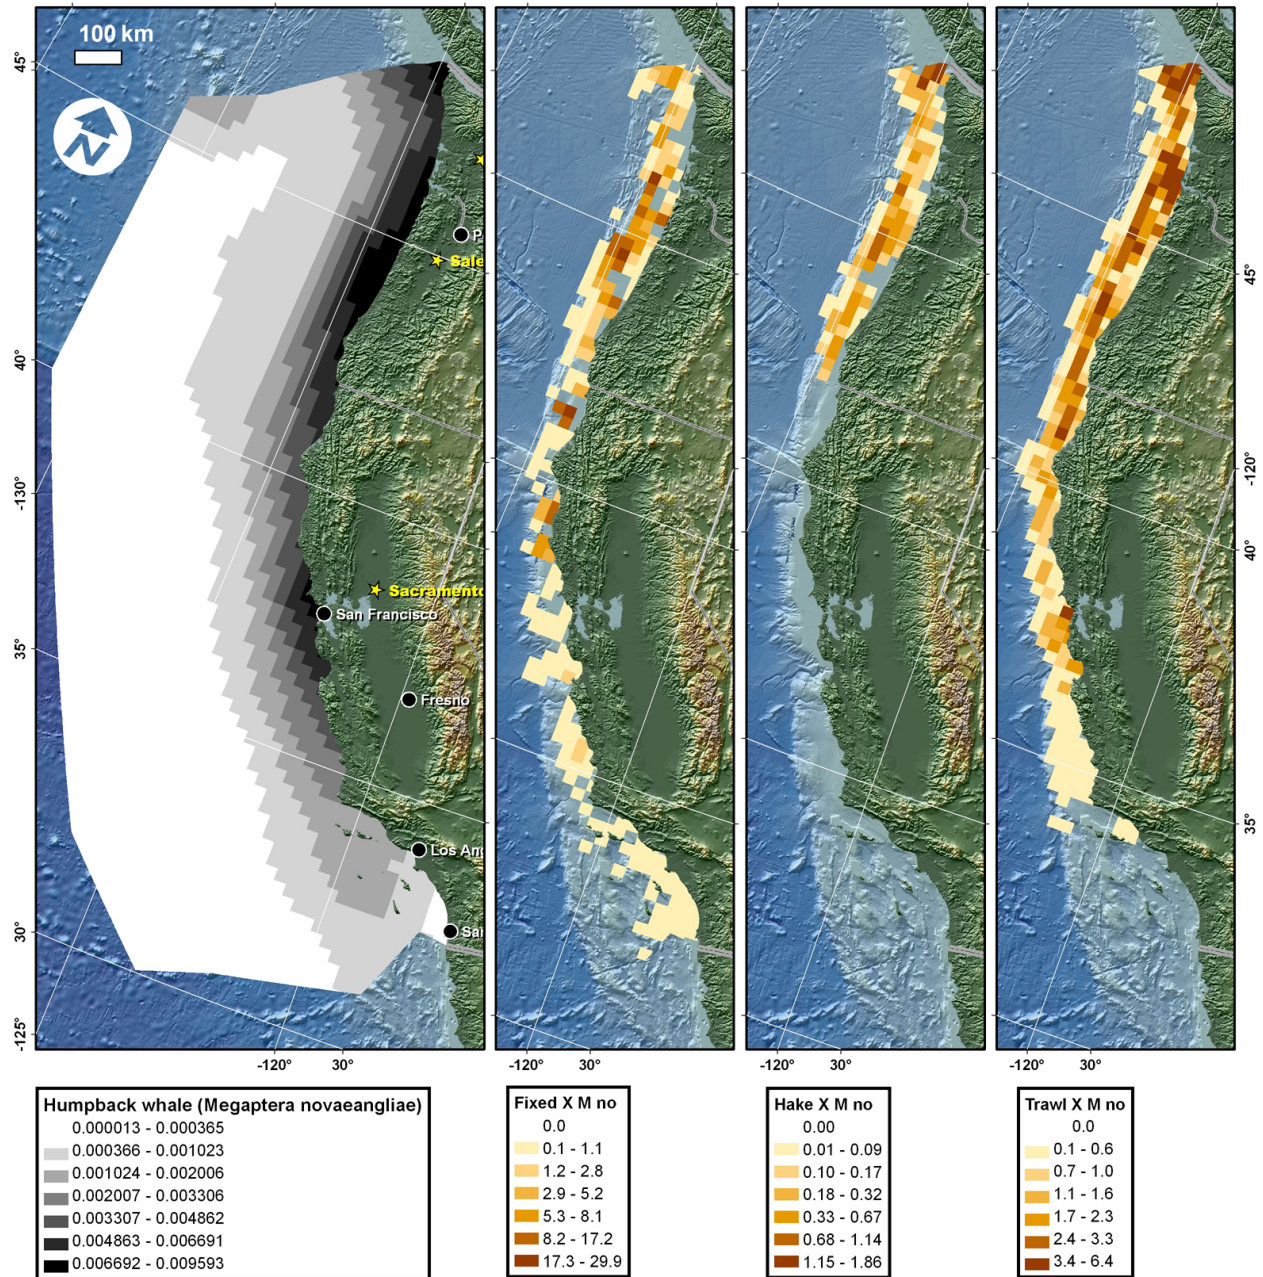 100 km
N
45°
40°
-130°
35°
30°
-125°
P
Sale
Sacramento
San Francisco
Fresno
Los Ang
San
45°
-120°
40°
35°
-120° 30°
-120° 30°
-120° 30°
-120° 30°
Humpback whale (Megaptera novaeangliae)
0.000013 - 0.000365
0.000366 - 0.001023
0.001024 - 0.002006
0.002007 - 0.003306
0.003307 - 0.004862
0.004863 - 0.006691
0.006692 - 0.009593
Fixed X M no
0.0
0.1 - 1.1
1.2 - 2.8
2.9 - 5.2
5.3 - 8.1
8.2 - 17.2
17.3 - 29.9
Hake X M no
0.00
0.01 - 0.09
0.10 - 0.17
0.18 - 0.32
0.33 - 0.67
0.68 - 1.14
1.15 - 1.86
Trawl X M no
0.0
0.1 - 0.6
0.7 - 1.0
1.1 - 1.6
1.7 - 2.3
2.4 - 3.3
3.4 - 6.4